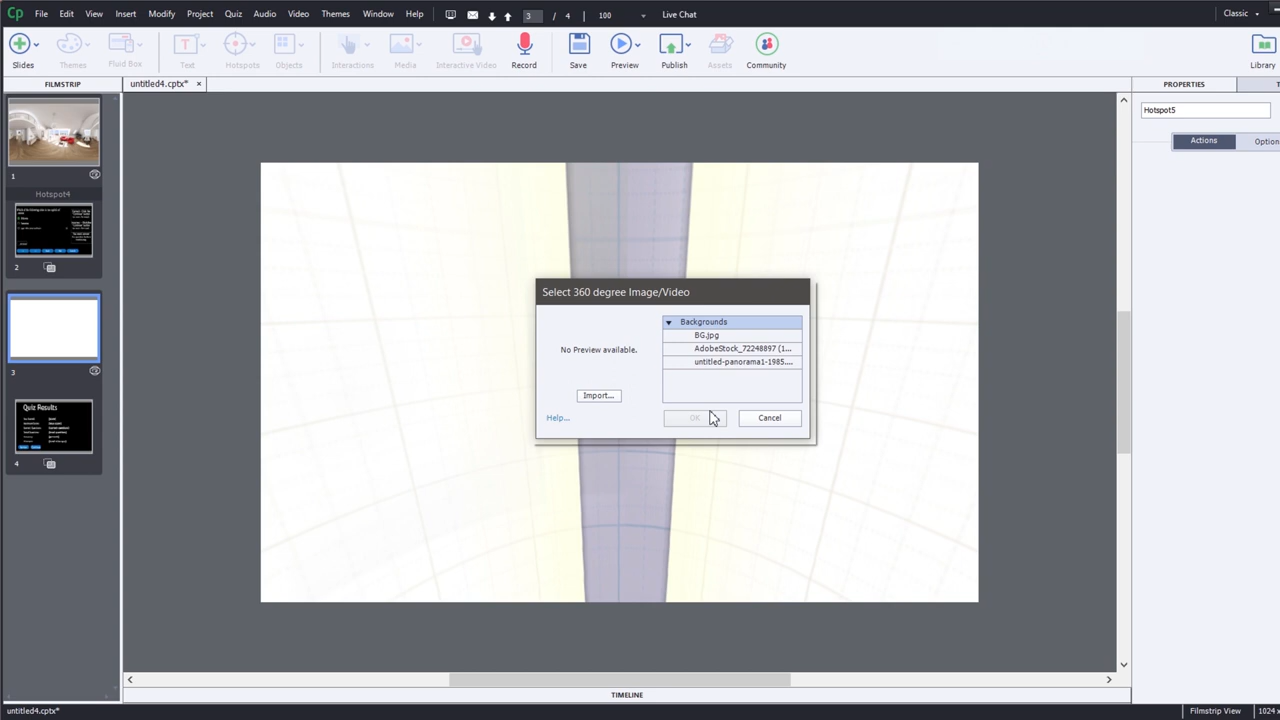 Cp File Edit View Insert Modify Project Quiz Audio Video Themes Window Help 3 / 4 100 Live Chat Classic
Slides Themes Fluid Box Text Hotspots Objects Interactions Media Interactive Video Record Save Preview Publish Assets Community Library
FILMSTRIP untitled4.cptx* × PROPERTIES T
Hotspot5
Actions Option
1
Hotspot4
2
3
Quiz Results
4
Select 360 degree Image/Video
Backgrounds
BG.jpg
No Preview available.
AdobeStock_72248897 (1...
untitled-panorama1-1985....
Import...
Help... OK Cancel
TIMELINE
untitled4.cptx* Filmstrip View 1024